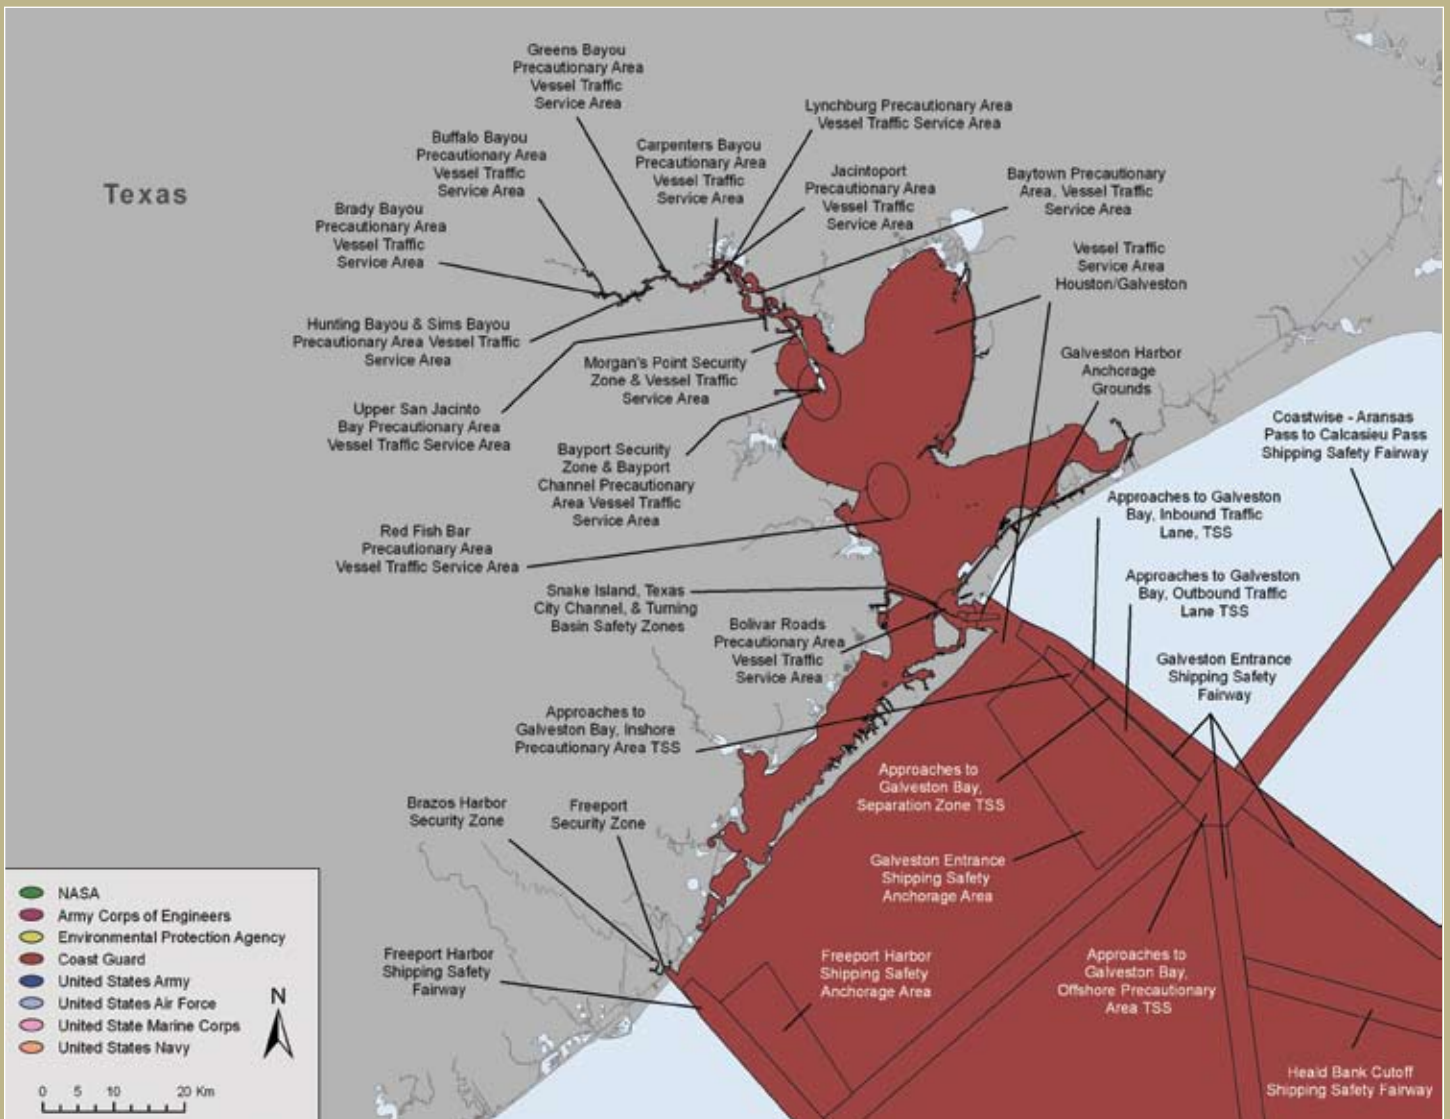 Greens Bayou
Precautionary Area
Vessel Traffic
Service Area
Lynchburg Precautionary Area
Vessel Traffic Service Area
Buffalo Bayou
Precautionary Area
Vessel Traffic
Service Area
Carpenters Bayou
Precautionary Area
Vessel Traffic
Service Area
Jacintoport
Precautionary Area
Vessel Traffic
Service Area
Baytown Precautionary
Area, Vessel Traffic
Service Area
Texas
Brady Bayou
Precautionary Area
Vessel Traffic
Service Area
Vessel Traffic
Service Area
Houston/Galveston
Hunting Bayou & Sims Bayou
Precautionary Area Vessel Traffic
Service Area
Morgan's Point Security
Zone & Vessel Traffic
Service Area
Galveston Harbor
Anchorage
Grounds
Upper San Jacinto
Bay Precautionary Area
Vessel Traffic Service Area
Coastwise - Aransas
Pass to Calcasieu Pass
Shipping Safety Fairway
Bayport Security
Zone & Bayport
Channel Precautionary
Area Vessel Traffic
Service Area
Approaches to Galveston
Bay, Inbound Traffic
Lane, TSS
Red Fish Bar
Precautionary Area
Vessel Traffic Service Area
Approaches to Galveston
Bay, Outbound Traffic
Lane TSS
Snake Island, Texas
City Channel, & Turning
Basin Safety Zones
Bolivar Roads
Precautionary Area
Vessel Traffic
Service Area
Galveston Entrance
Shipping Safety
Fairway
Approaches to
Galveston Bay, Inshore
Precautionary Area TSS
Approaches to
Galveston Bay,
Separation Zone TSS
Brazos Harbor
Security Zone
Freeport
Security Zone
Galveston Entrance
Shipping Safety
Anchorage Area
Freeport Harbor
Shipping Safety
Fairway
Freeport Harbor
Shipping Safety
Anchorage Area
Approaches to
Galveston Bay,
Offshore Precautionary
Area TSS
Heald Bank Cutoff
Shipping Safety Fairway
NASA
Army Corps of Engineers
Environmental Protection Agency
Coast Guard
United States Army
United States Air Force
United State Marine Corps
United States Navy
N
0 5 10 20 Km